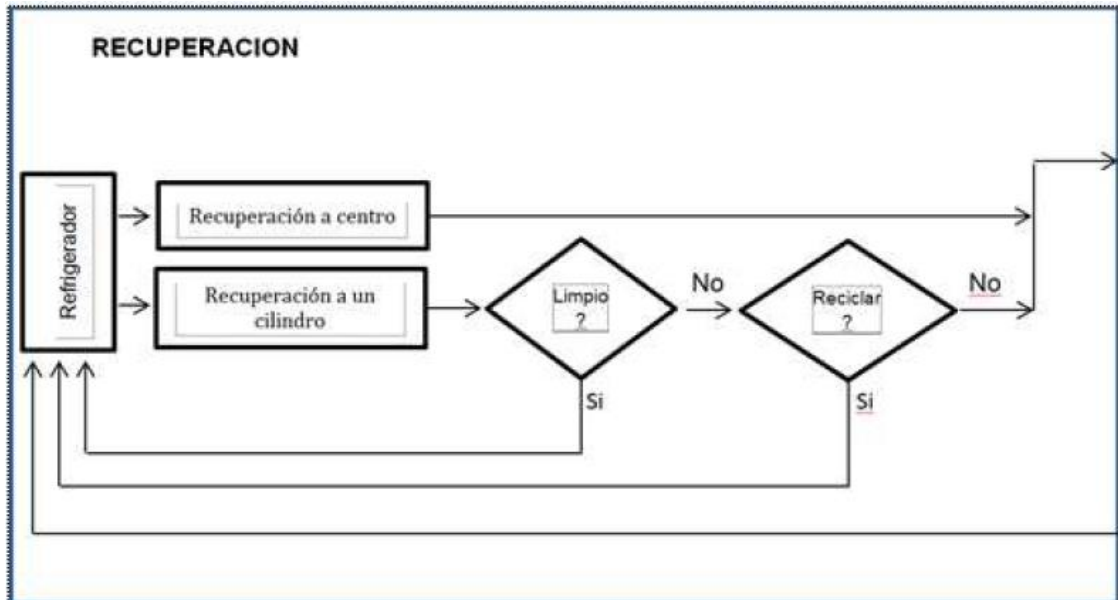 RECUPERACION
Refrigerador
Recuperación a centro
Recuperación a un
cilindro
Limpio
?
No
Reciclar
?
No
Si
Si